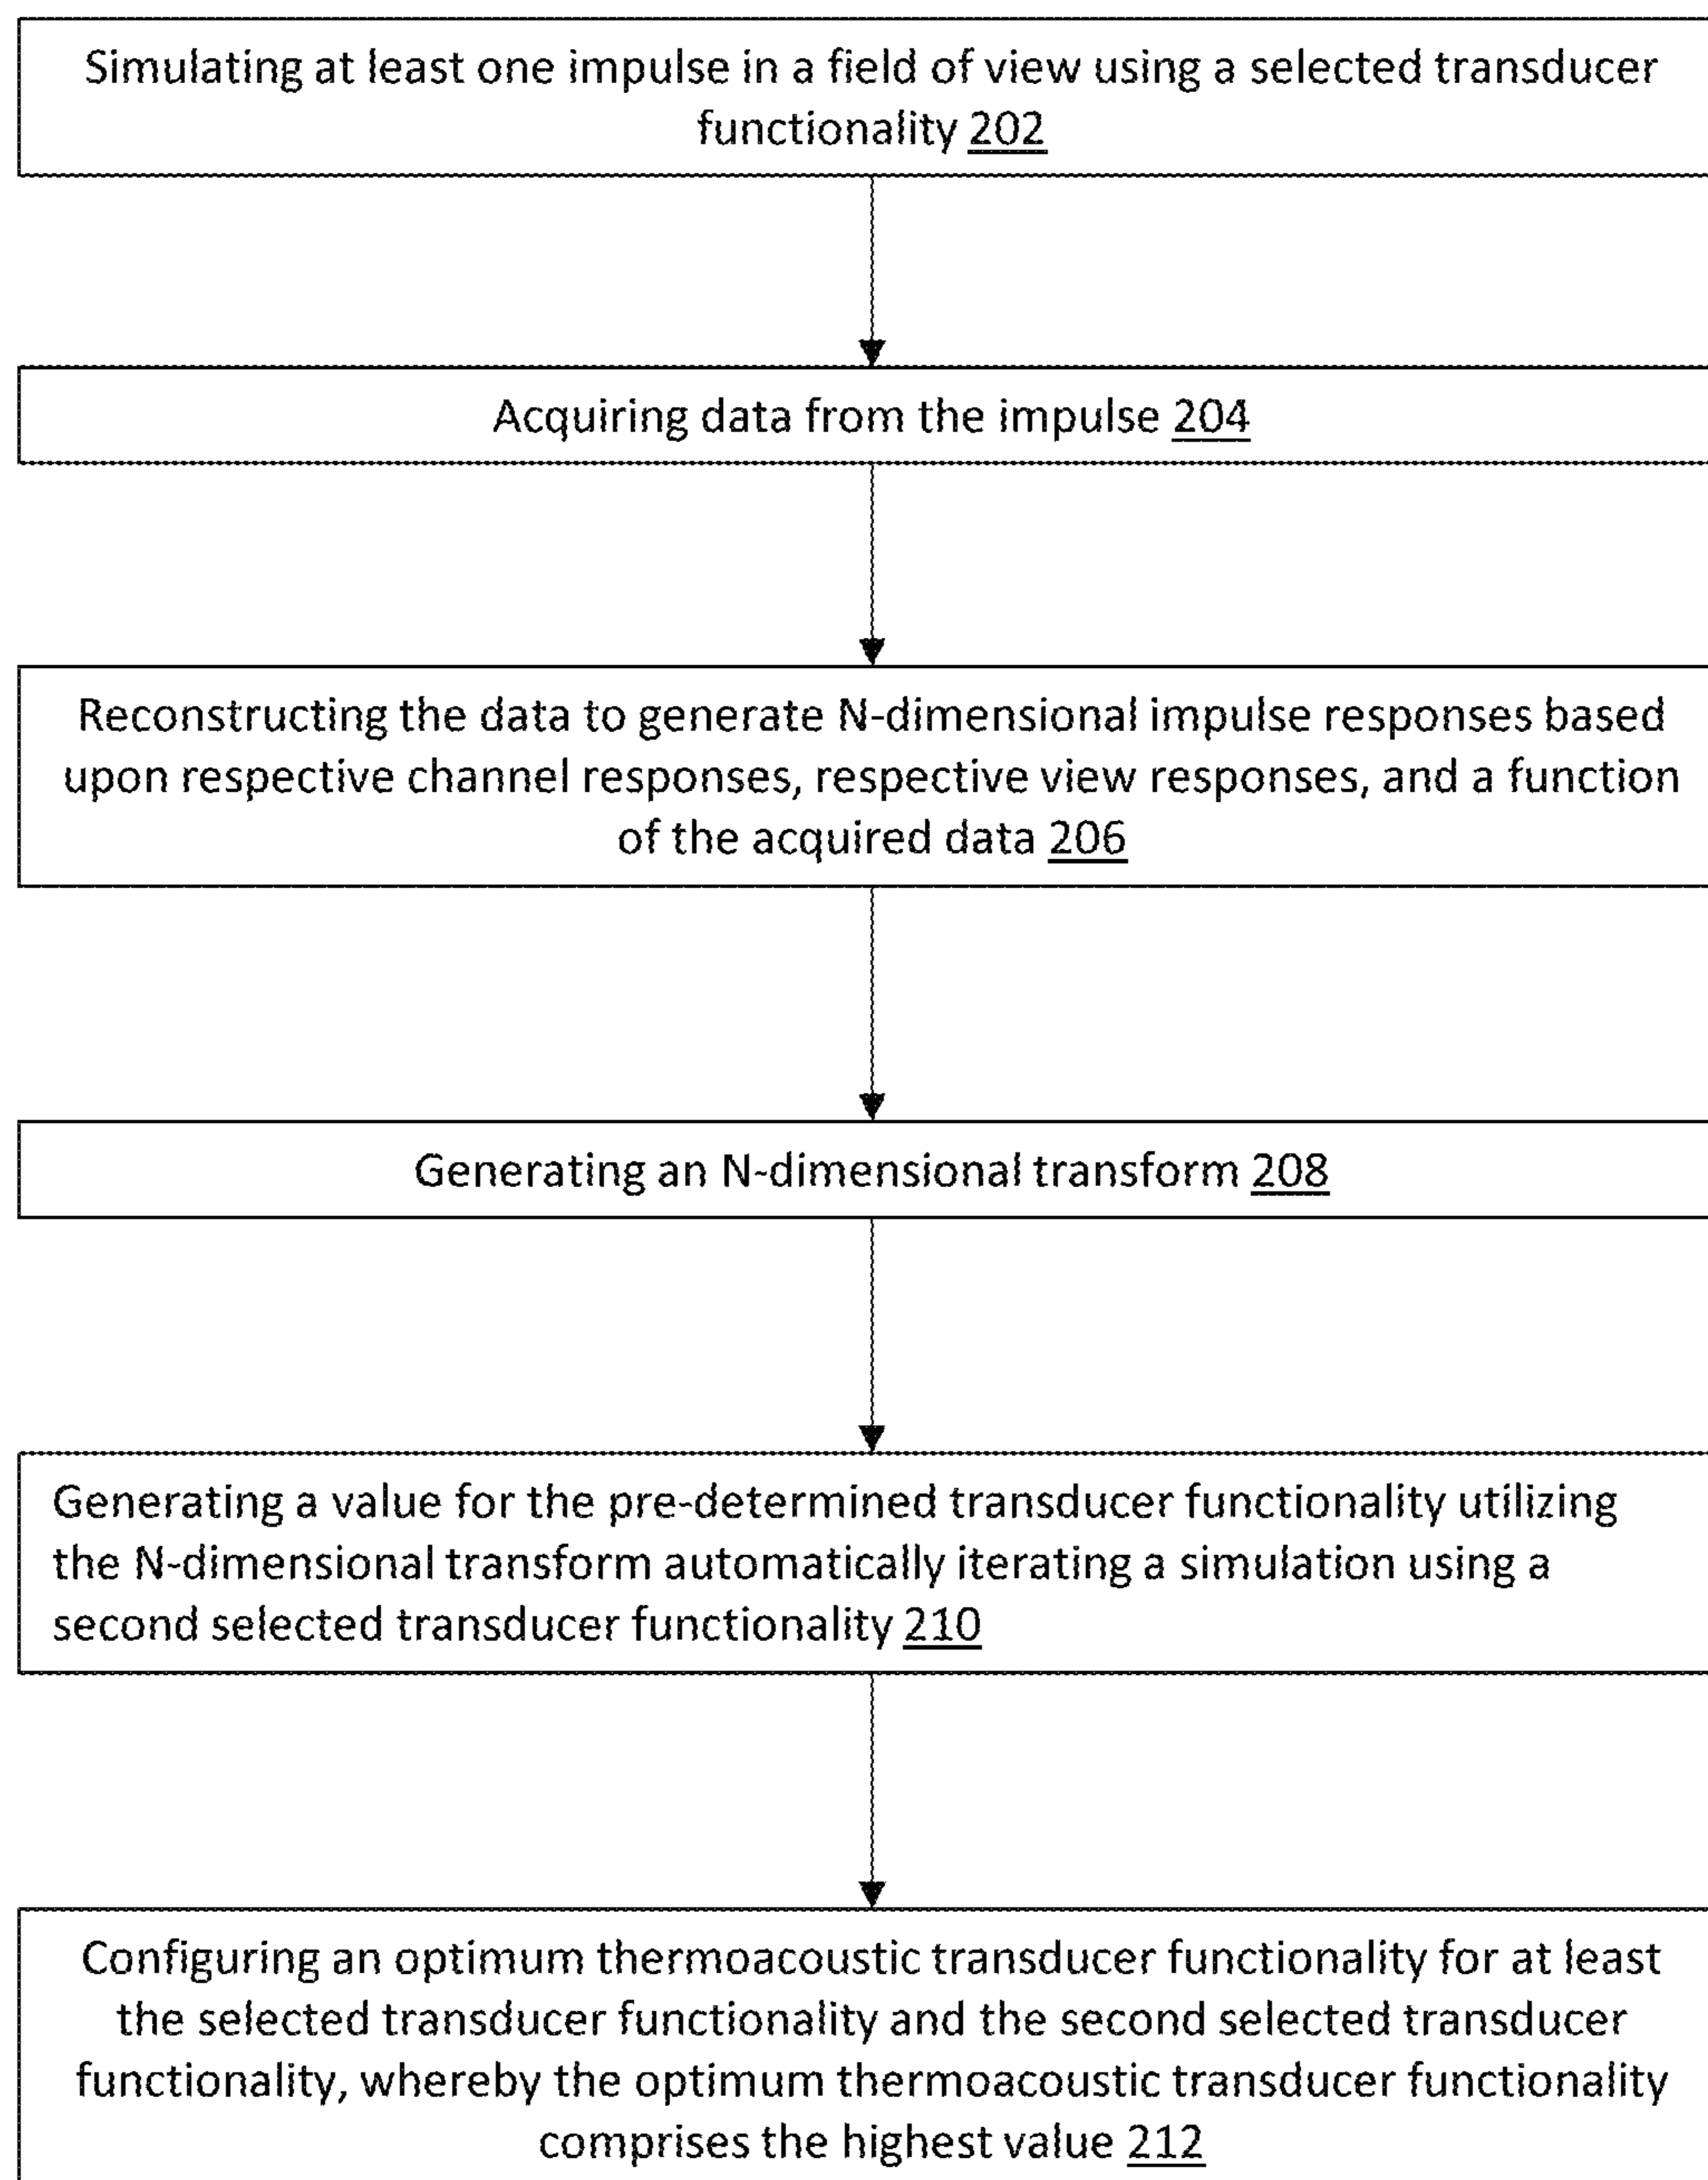 Simulating at least one impulse in a field of view using a selected transducer
functionality 202
Acquiring data from the impulse 204
Reconstructing the data to generate N-dimensional impulse responses based
upon respective channel responses, respective view responses, and a function
of the acquired data 206
Generating an N-dimensional transform 208
Generating a value for the pre-determined transducer functionality utilizing
the N-dimensional transform automatically iterating a simulation using a
second selected transducer functionality 210
Configuring an optimum thermoacoustic transducer functionality for at least
the selected transducer functionality and the second selected transducer
functionality, whereby the optimum thermoacoustic transducer functionality
comprises the highest value 212